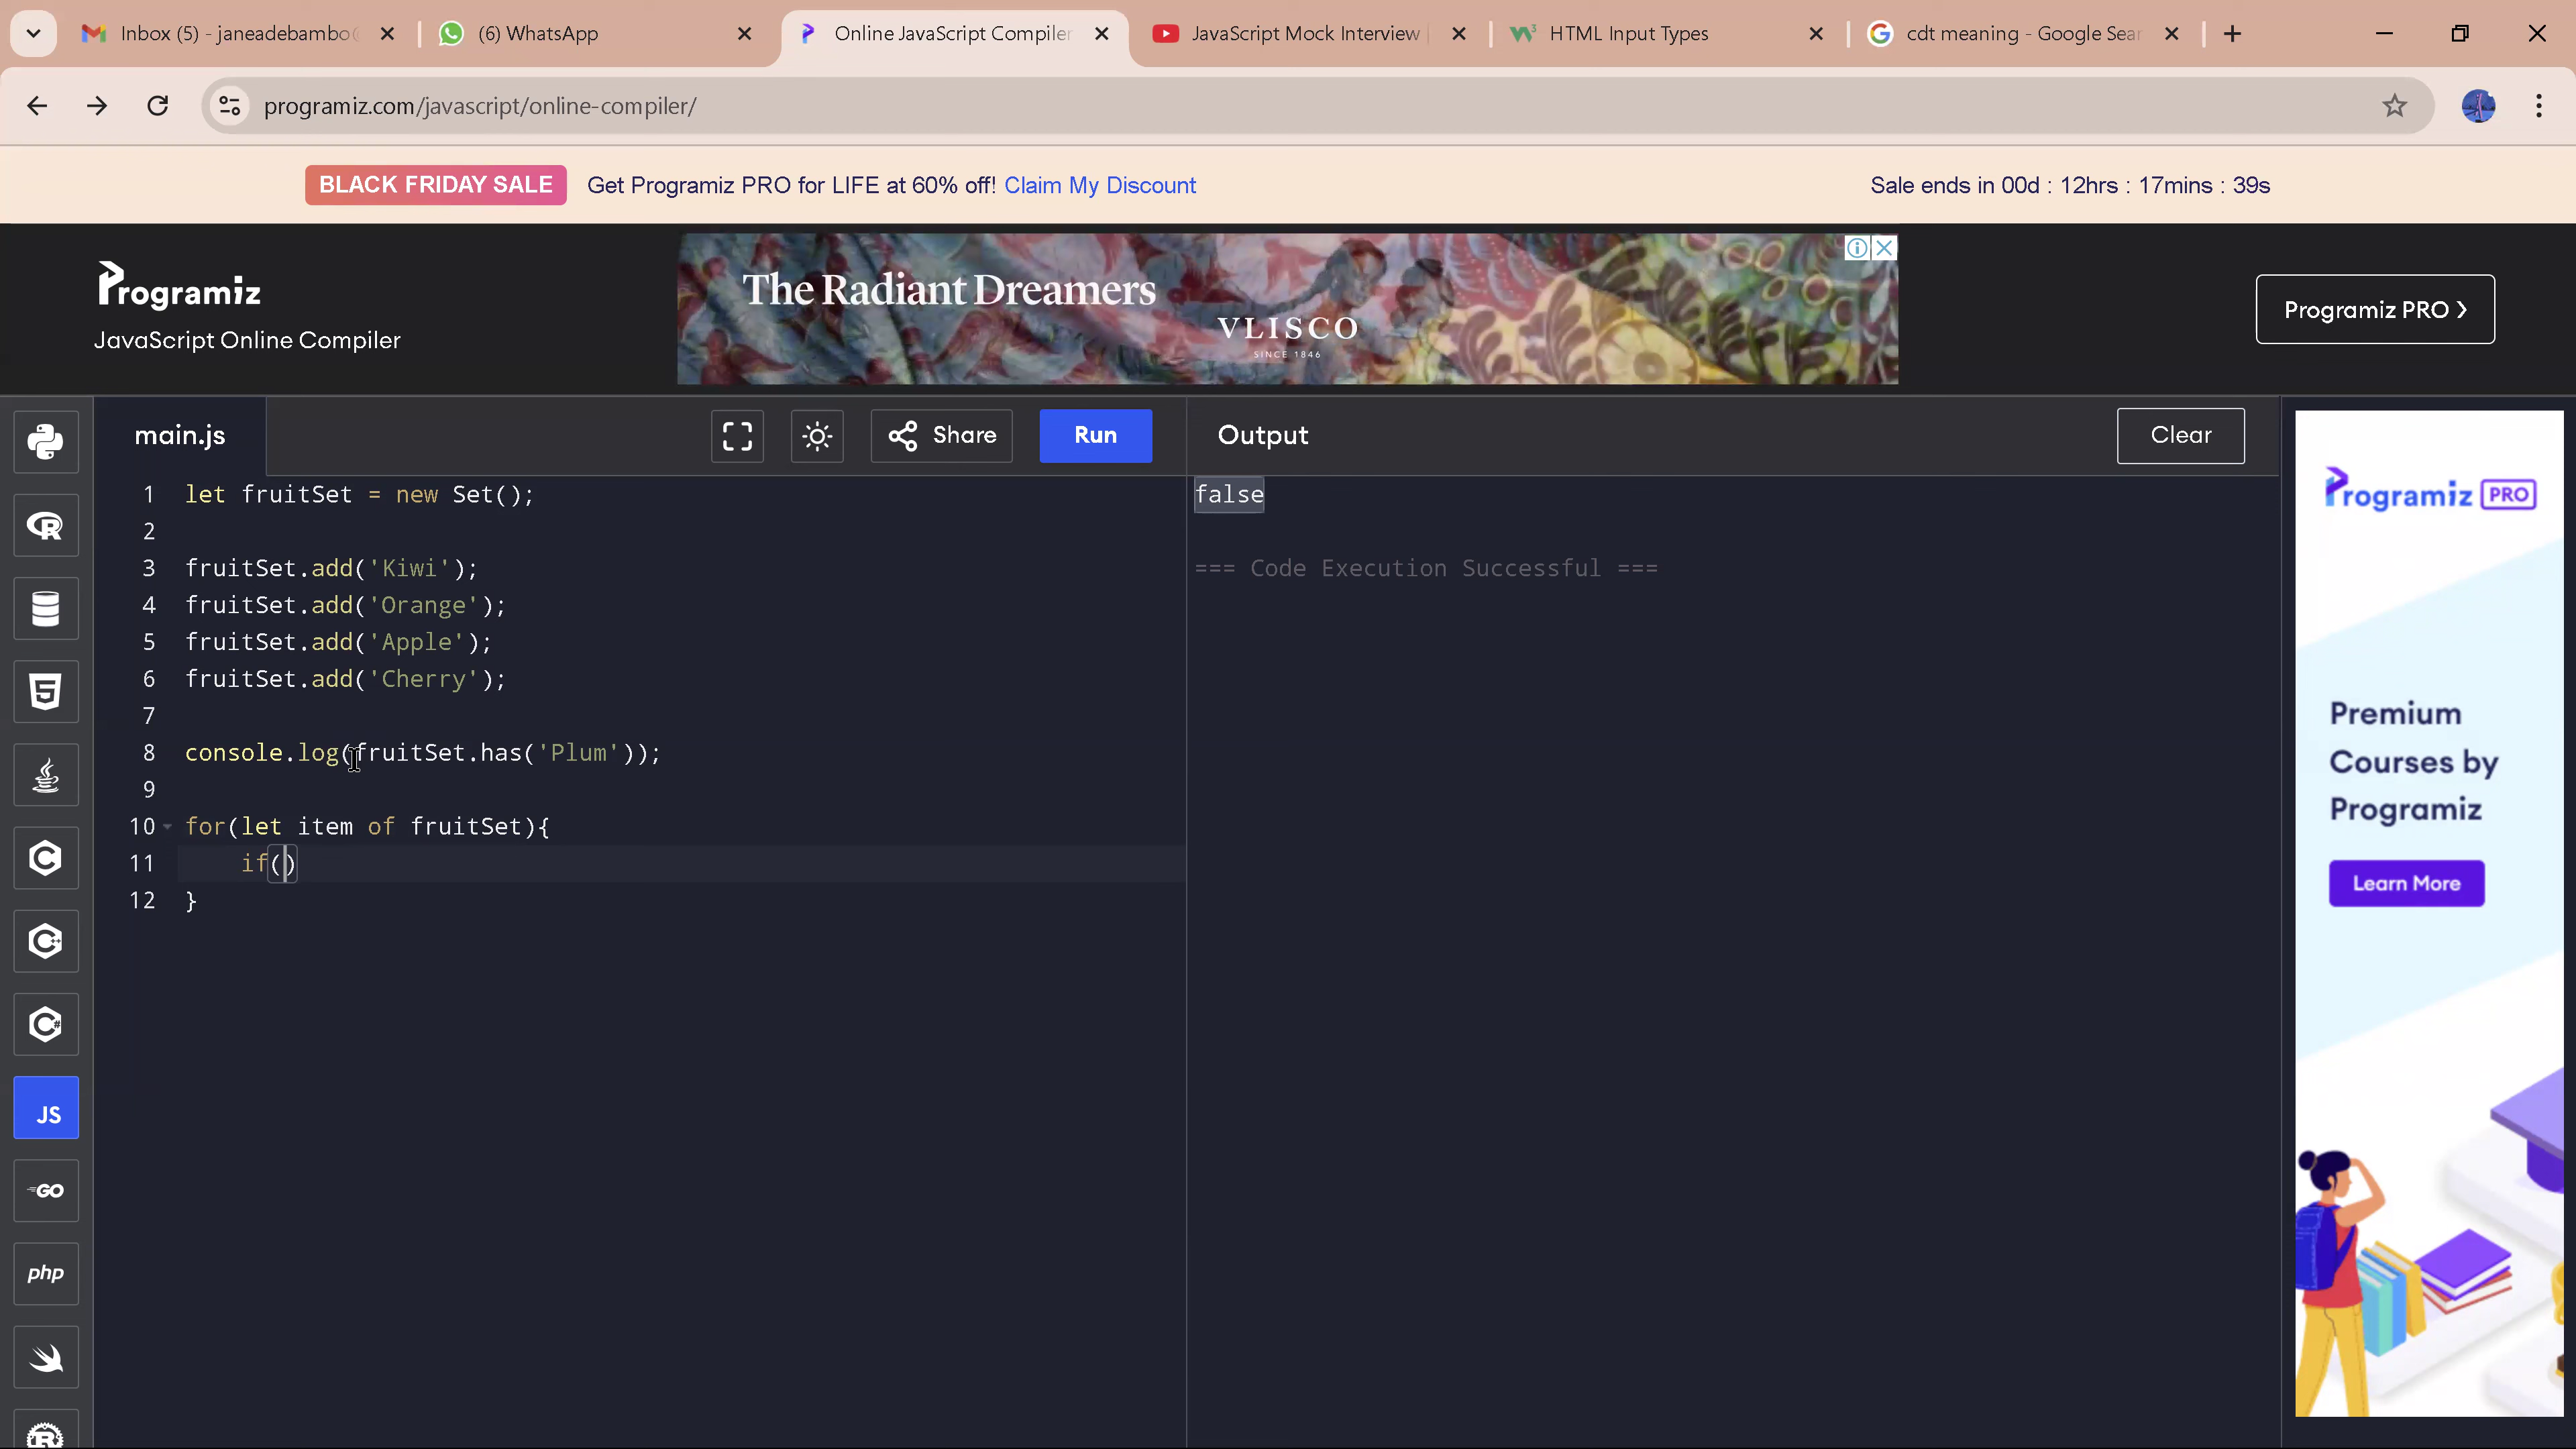 Inbox (5) - janeadebambo@
(6) WhatsApp
Online JavaScript Compiler
JavaScript Mock Interview
HTML Input Types
cdt meaning - Google Sear
programiz.com/javascript/online-compiler/
BLACK FRIDAY SALE Get Programiz PRO for LIFE at 60% off! Claim My Discount
Sale ends in 00d : 12hrs : 17mins : 39s
Programiz
JavaScript Online Compiler
The Radiant Dreamers
VLISCO
SINCE 1846
Programiz PRO >
main.js
Share
Run
Output
Clear
1 let fruitSet = new Set();
2
3 fruitSet.add('Kiwi');
4 fruitSet.add('Orange');
5 fruitSet.add('Apple');
6 fruitSet.add('Cherry');
7
8 console.log(fruitSet.has('Plum'));
9
10 for(let item of fruitSet){
11 if()
12 }
false
=== Code Execution Successful ===
Programiz PRO
Premium
Courses by
Programiz
Learn More
R
5
C
C++
C#
JS
GO
php
R